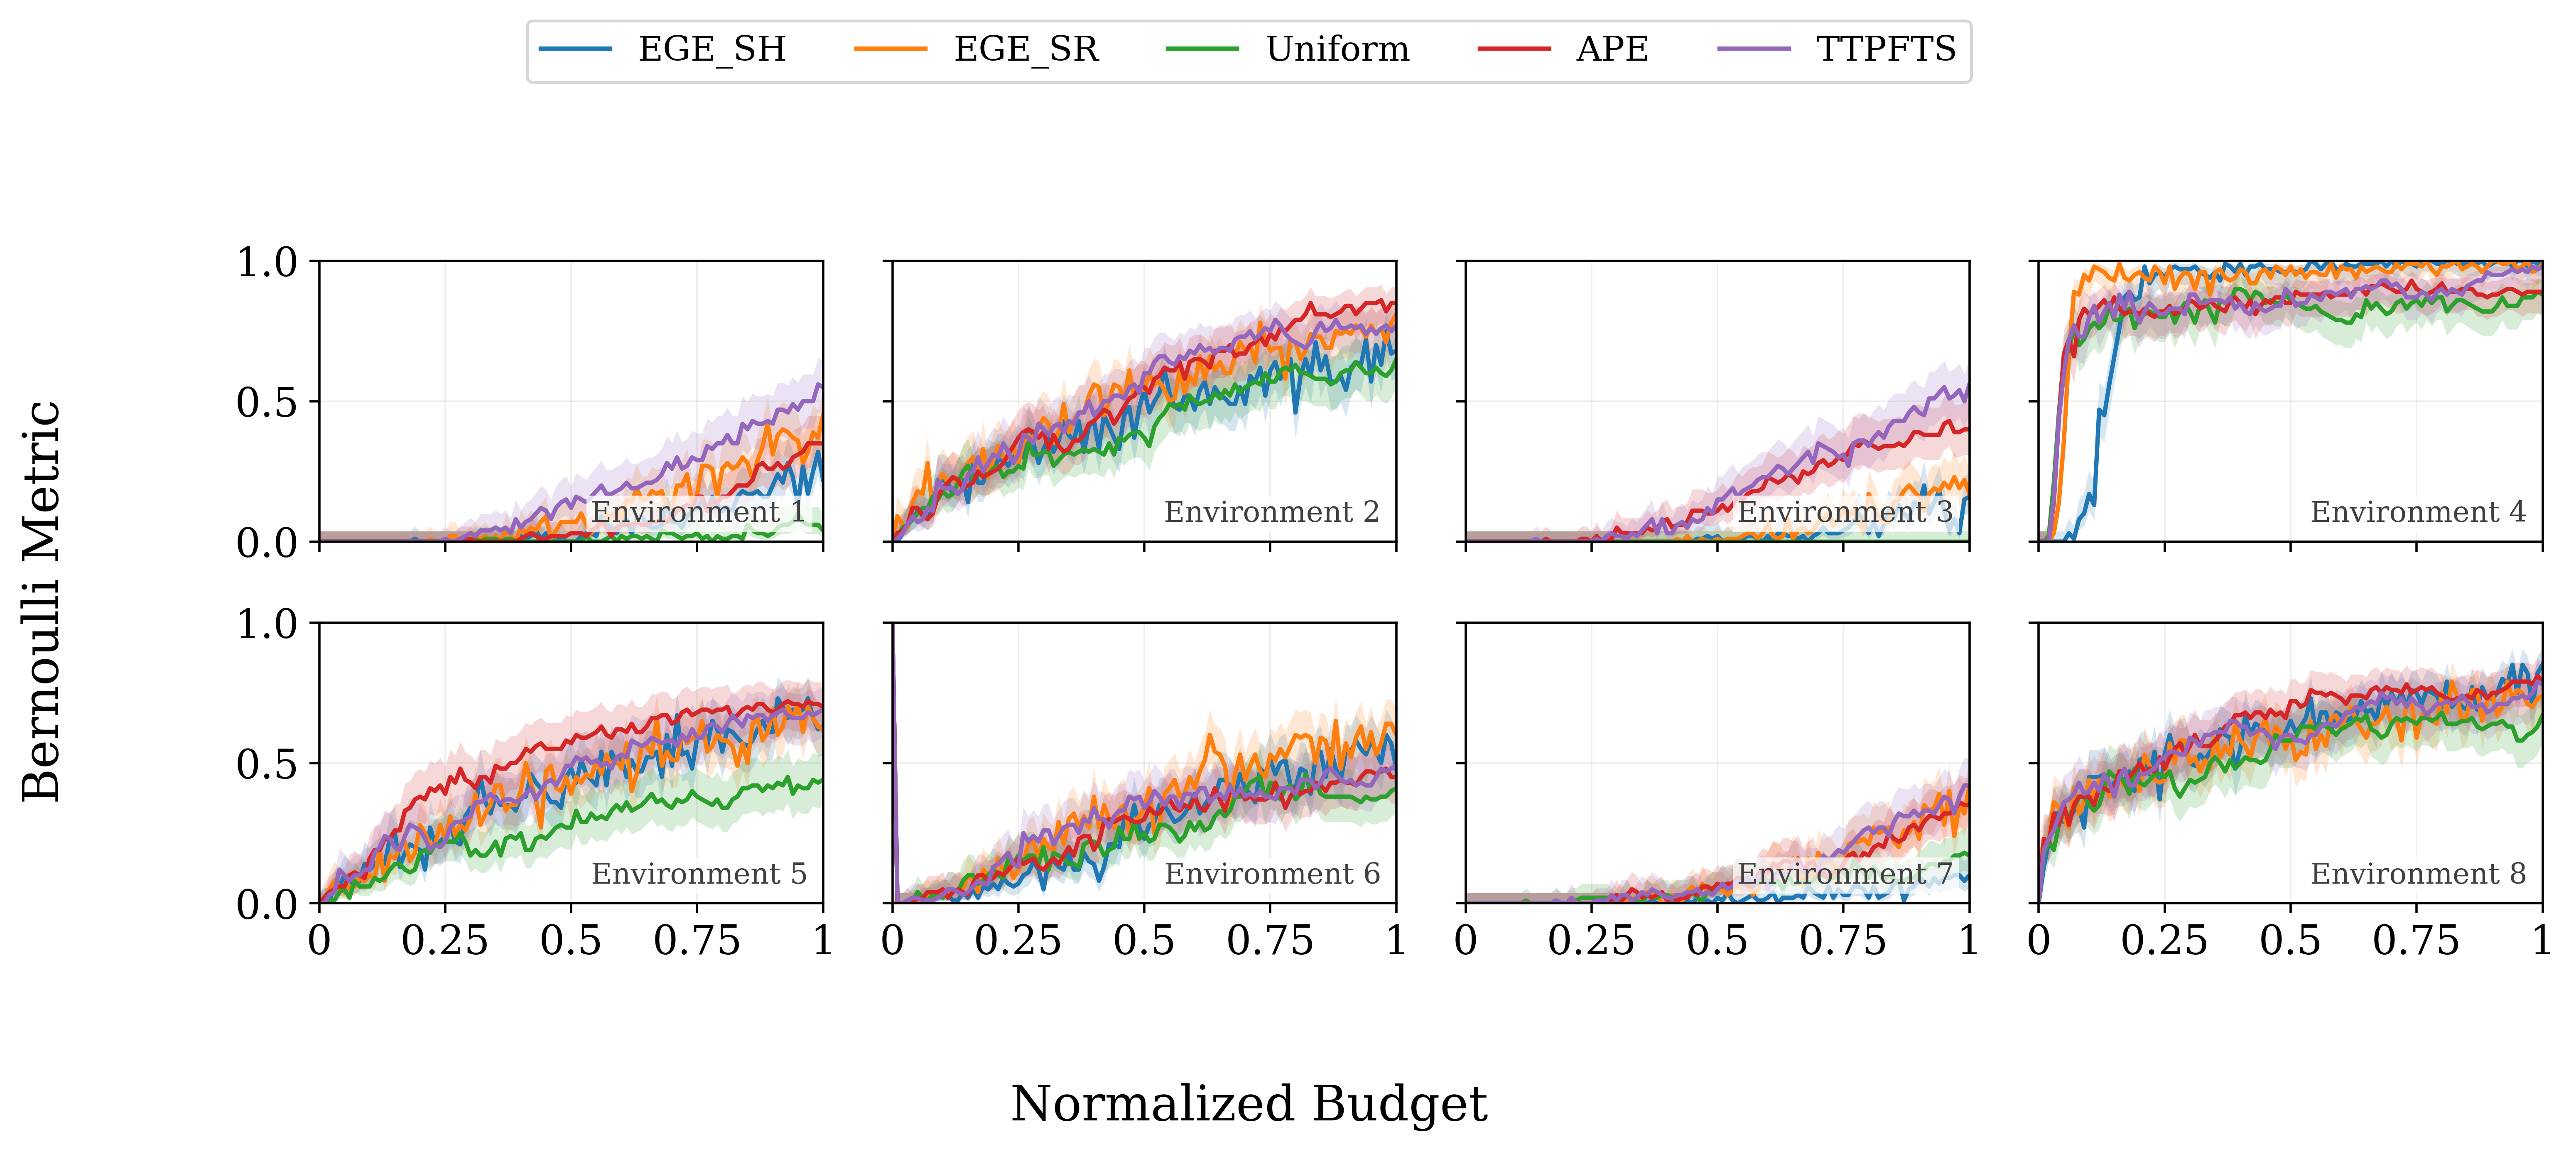 EGE_SH EGE_SR Uniform APE TTPFTS
Bernoulli Metric
1.0
0.5
0.0
Environment 1
Environment 2
Environment 3
Environment 4
1.0
0.5
0.0
Environment 5
Environment 6
Environment 7
Environment 8
0 0.25 0.5 0.75 1
0 0.25 0.5 0.75 1
0 0.25 0.5 0.75 1
0 0.25 0.5 0.75 1
Normalized Budget